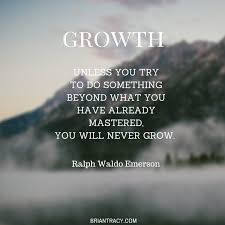 GROWTH
UNLESS YOU TRY
TO DO SOMETHING
BEYOND WHAT YOU
HAVE ALREADY
MASTERED,
YOU WILL NEVER GROW.
Ralph Waldo Emerson
BRIANTRACY.COM